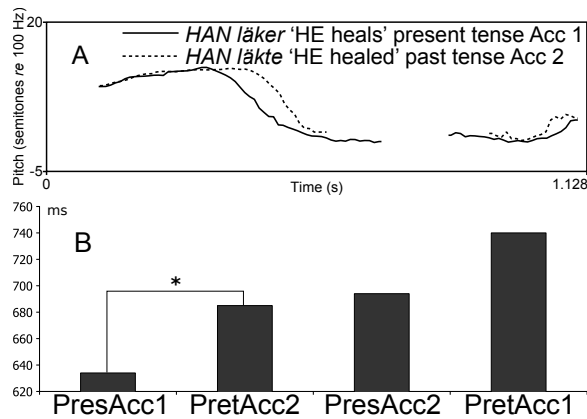 20
A
HAN läker 'HE heals' present tense Acc 1
HAN läkte 'HE healed' past tense Acc 2
Pitch (semitones re 100 Hz)
-5
0
Time (s)
1.128
760
ms
B
740
720
700
*
680
660
640
620
PresAcc1 PretAcc2 PresAcc2 PretAcc1